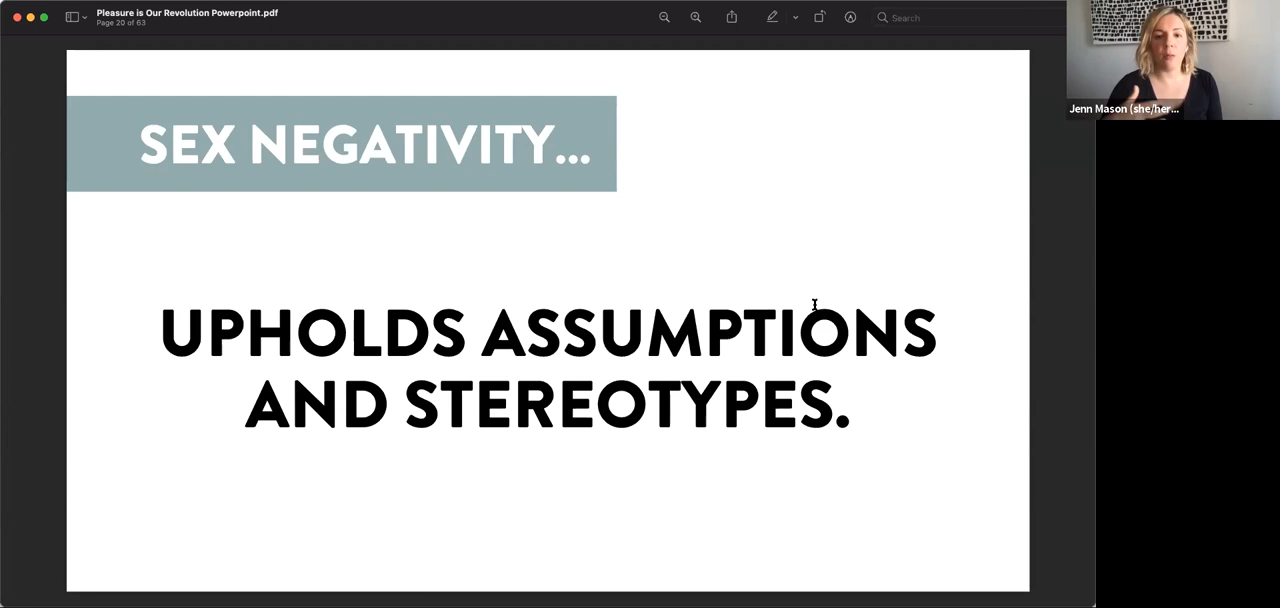 Pleasure is Our Revolution Powerpoint.pdf
Page 20 of 63
Search
Jenn Mason (she/her...
SEX NEGATIVITY...
UPHOLDS ASSUMPTIONS
AND STEREOTYPES.